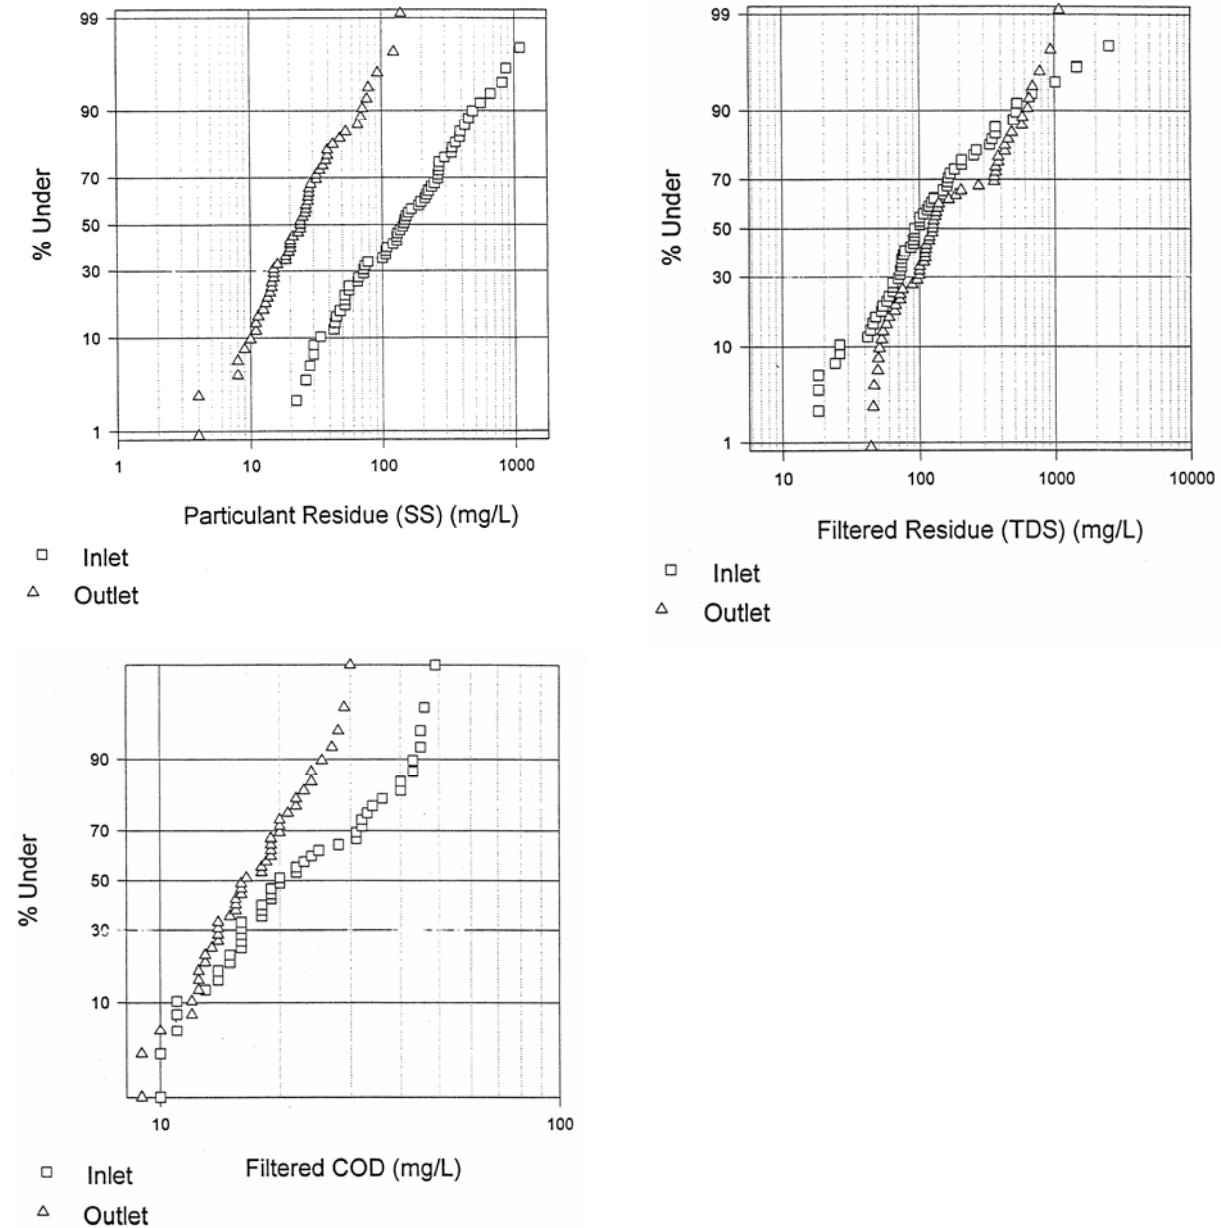 99
90
70
50
30
10
1
% Under
1
10
100
1000
Particulant Residue (SS) (mg/L)
Inlet
Outlet
99
90
70
50
30
10
1
% Under
10
100
1000
10000
Filtered Residue (TDS) (mg/L)
Inlet
Outlet
90
70
50
30
10
% Under
10
100
Filtered COD (mg/L)
Inlet
Outlet